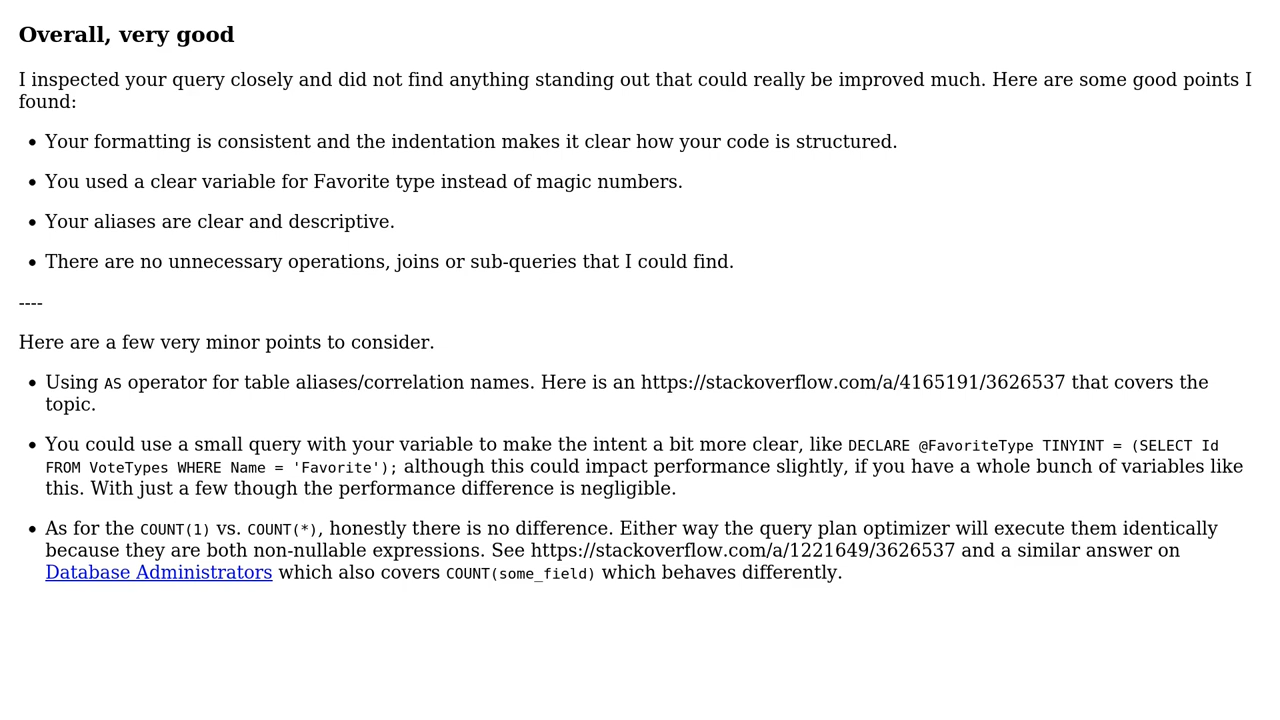 Overall, very good
I inspected your query closely and did not find anything standing out that could really be improved much. Here are some good points I
found:
• Your formatting is consistent and the indentation makes it clear how your code is structured.
• You used a clear variable for Favorite type instead of magic numbers.
• Your aliases are clear and descriptive.
• There are no unnecessary operations, joins or sub-queries that I could find.
----
Here are a few very minor points to consider.
• Using AS operator for table aliases/correlation names. Here is an https://stackoverflow.com/a/4165191/3626537 that covers the
topic.
• You could use a small query with your variable to make the intent a bit more clear, like DECLARE @FavoriteType TINYINT = (SELECT Id
FROM VoteTypes WHERE Name = 'Favorite'); although this could impact performance slightly, if you have a whole bunch of variables like
this. With just a few though the performance difference is negligible.
• As for the COUNT(1) vs. COUNT(*), honestly there is no difference. Either way the query plan optimizer will execute them identically
because they are both non-nullable expressions. See https://stackoverflow.com/a/1221649/3626537 and a similar answer on
Database Administrators which also covers COUNT(some_field) which behaves differently.